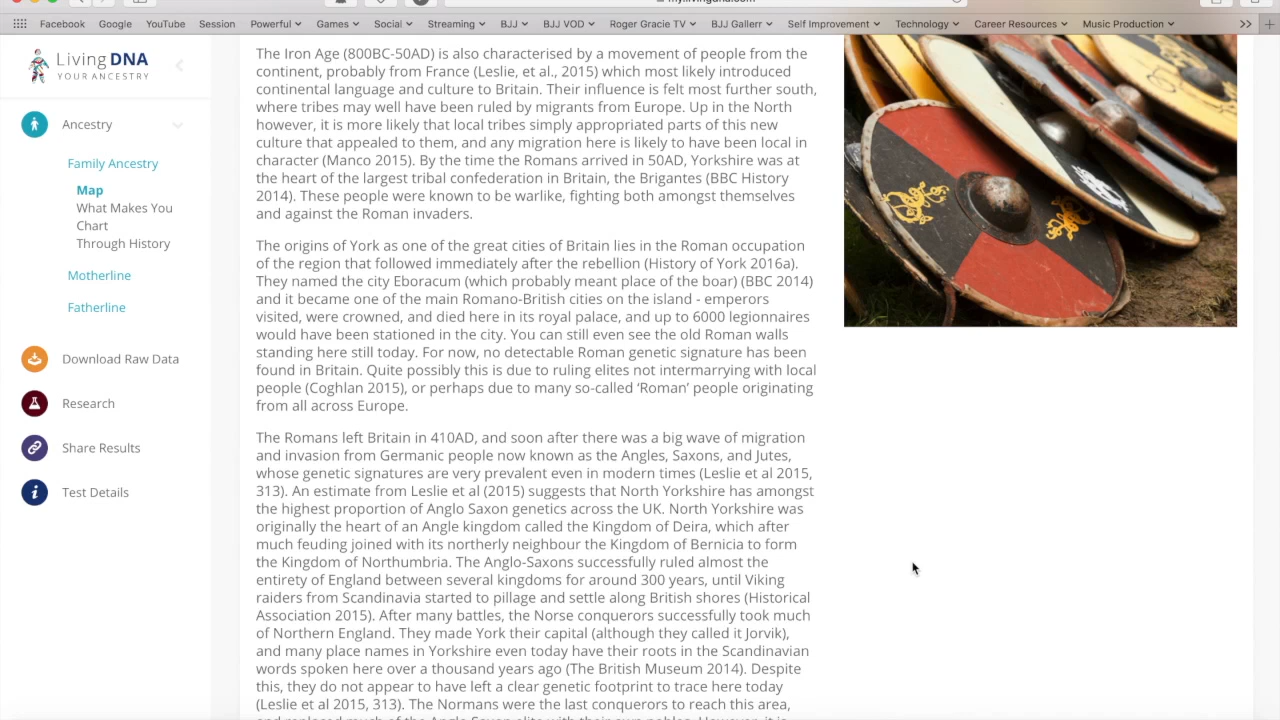 Facebook Google YouTube Session Powerful Games Social Streaming BJJ BJJ VOD Roger Gracie TV BJJ Gallerr Self Improvement Technology Career Resources Music Production
Living DNA
YOUR ANCESTRY
Ancestry
Family Ancestry
Map
What Makes You
Chart
Through History
Motherline
Fatherline
Download Raw Data
Research
Share Results
Test Details
The Iron Age (800BC-50AD) is also characterised by a movement of people from the
continent, probably from France (Leslie, et al., 2015) which most likely introduced
continental language and culture to Britain. Their influence is felt most further south,
where tribes may well have been ruled by migrants from Europe. Up in the North
however, it is more likely that local tribes simply appropriated parts of this new
culture that appealed to them, and any migration here is likely to have been local in
character (Manco 2015). By the time the Romans arrived in 50AD, Yorkshire was at
the heart of the largest tribal confederation in Britain, the Brigantes (BBC History
2014). These people were known to be warlike, fighting both amongst themselves
and against the Roman invaders.
The origins of York as one of the great cities of Britain lies in the Roman occupation
of the region that followed immediately after the rebellion (History of York 2016a).
They named the city Eboracum (which probably meant place of the boar) (BBC 2014)
and it became one of the main Romano-British cities on the island - emperors
visited, were crowned, and died here in its royal palace, and up to 6000 legionnaires
would have been stationed in the city. You can still even see the old Roman walls
standing here still today. For now, no detectable Roman genetic signature has been
found in Britain. Quite possibly this is due to ruling elites not intermarrying with local
people (Coghlan 2015), or perhaps due to many so-called ‘Roman’ people originating
from all across Europe.
The Romans left Britain in 410AD, and soon after there was a big wave of migration
and invasion from Germanic people now known as the Angles, Saxons, and Jutes,
whose genetic signatures are very prevalent even in modern times (Leslie et al 2015,
313). An estimate from Leslie et al (2015) suggests that North Yorkshire has amongst
the highest proportion of Anglo Saxon genetics across the UK. North Yorkshire was
originally the heart of an Angle kingdom called the Kingdom of Deira, which after
much feuding joined with its northerly neighbour the Kingdom of Bernicia to form
the Kingdom of Northumbria. The Anglo-Saxons successfully ruled almost the
entirety of England between several kingdoms for around 300 years, until Viking
raiders from Scandinavia started to pillage and settle along British shores (Historical
Association 2015). After many battles, the Norse conquerors successfully took much
of Northern England. They made York their capital (although they called it Jorvik),
and many place names in Yorkshire even today have their roots in the Scandinavian
words spoken here over a thousand years ago (The British Museum 2014). Despite
this, they do not appear to have left a clear genetic footprint to trace here today
(Leslie et al 2015, 313). The Normans were the last conquerors to reach this area,